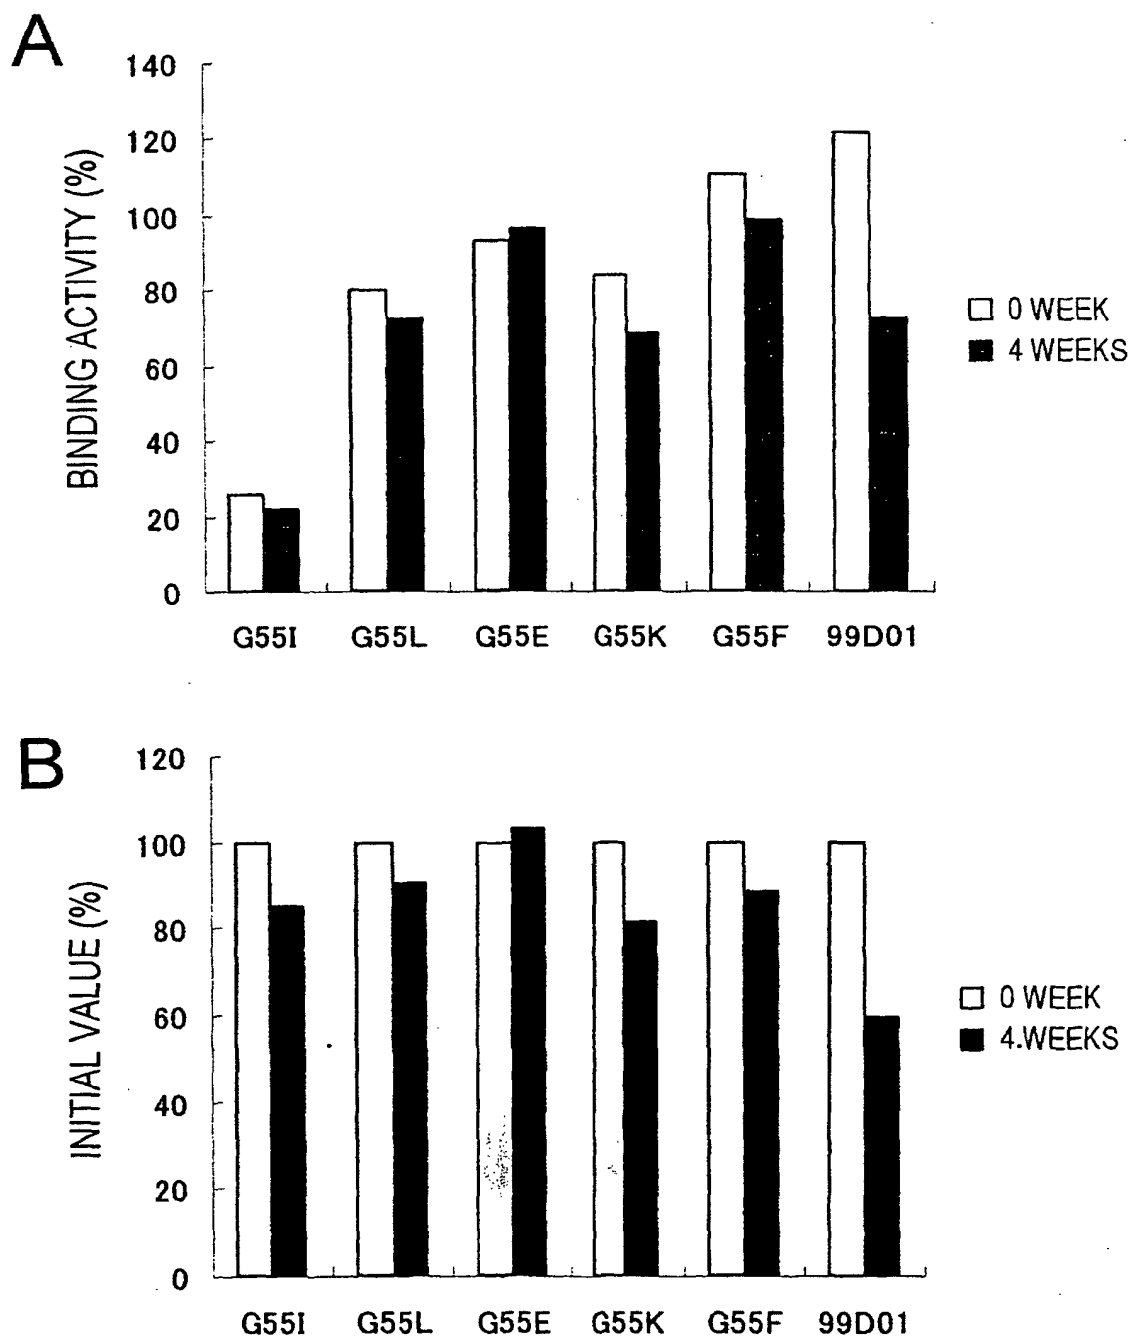 A
BINDING ACTIVITY (%)
140
120
100
80
60
40
20
0
G55I G55L G55E G55K G55F 99D01
0 WEEK
4 WEEKS
B
INITIAL VALUE (%)
120
100
80
60
40
20
0
G55I G55L G55E G55K G55F 99D01
0 WEEK
4.WEEKS